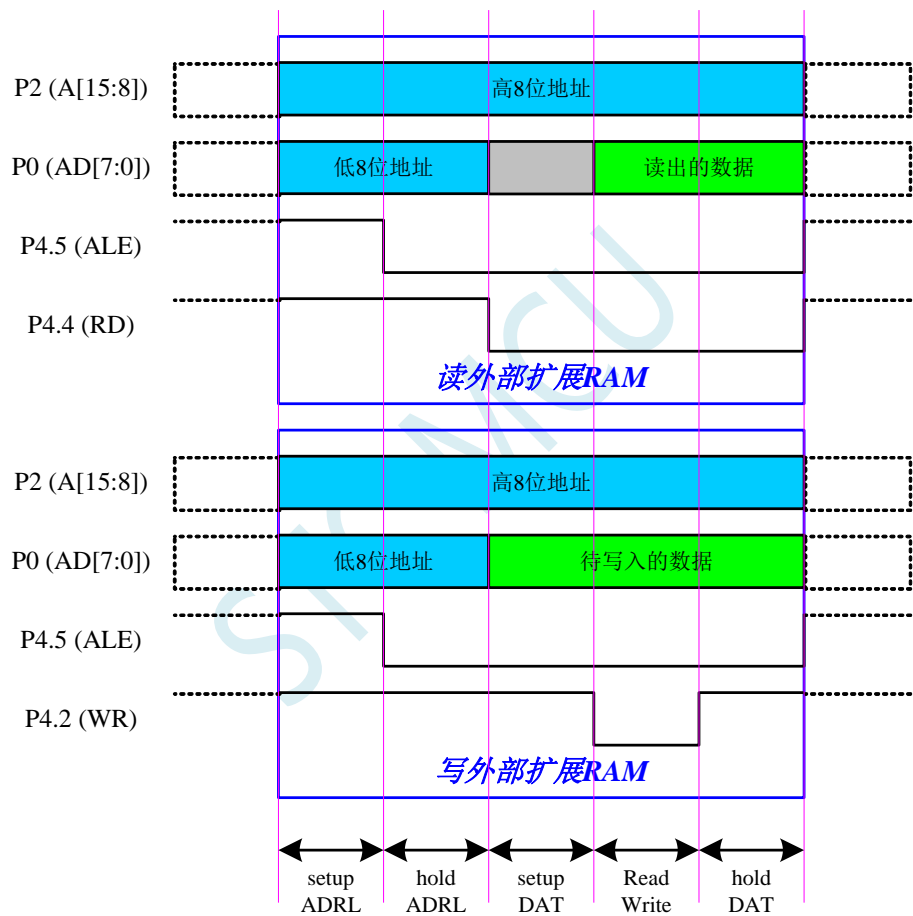 P2 (A[15:8])
高8位地址
P0 (AD[7:0])
低8位地址
读出的数据
P4.5 (ALE)
P4.4 (RD)
读外部扩展RAM
P2 (A[15:8])
高8位地址
P0 (AD[7:0])
低8位地址
待写入的数据
P4.5 (ALE)
P4.2 (WR)
写外部扩展RAM
setup
ADRL
hold
ADRL
setup
DAT
Read
Write
hold
DAT
STC MCU